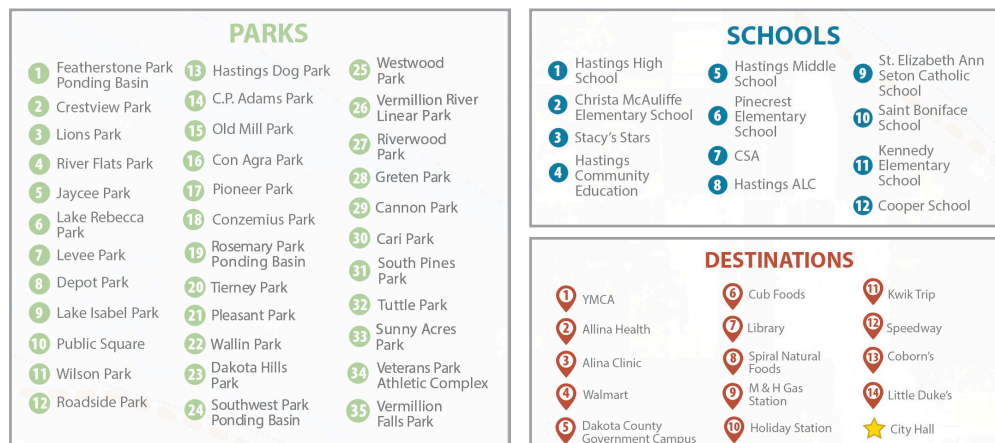 PARKS
1 Featherstone Park
Ponding Basin
2 Crestview Park
3 Lions Park
4 River Flats Park
5 Jaycee Park
6 Lake Rebecca
Park
7 Levee Park
8 Depot Park
9 Lake Isabel Park
10 Public Square
11 Wilson Park
12 Roadside Park
13 Hastings Dog Park
14 C.P. Adams Park
15 Old Mill Park
16 Con Agra Park
17 Pioneer Park
18 Conzemius Park
19 Rosemary Park
Ponding Basin
20 Tierney Park
21 Pleasant Park
22 Wallin Park
23 Dakota Hills
Park
24 Southwest Park
Ponding Basin
25 Westwood
Park
26 Vermillion River
Linear Park
27 Riverwood
Park
28 Greten Park
29 Cannon Park
30 Cari Park
31 South Pines
Park
32 Tuttle Park
33 Sunny Acres
Park
34 Veterans Park
Athletic Complex
35 Vermillion
Falls Park
SCHOOLS
1 Hastings High
School
2 Christa McAuliffe
Elementary School
3 Stacy's Stars
4 Hastings
Community
Education
5 Hastings Middle
School
6 Pinecrest
Elementary
School
7 CSA
8 Hastings ALC
9 St. Elizabeth Ann
Seton Catholic
School
10 Saint Boniface
School
11 Kennedy
Elementary
School
12 Cooper School
DESTINATIONS
1 YMCA
2 Allina Health
3 Alina Clinic
4 Walmart
5 Dakota County
Government Campus
6 Cub Foods
7 Library
8 Spiral Natural
Foods
9 M & H Gas
Station
10 Holiday Station
11 Kwik Trip
12 Speedway
13 Coborn's
14 Little Duke's
City Hall